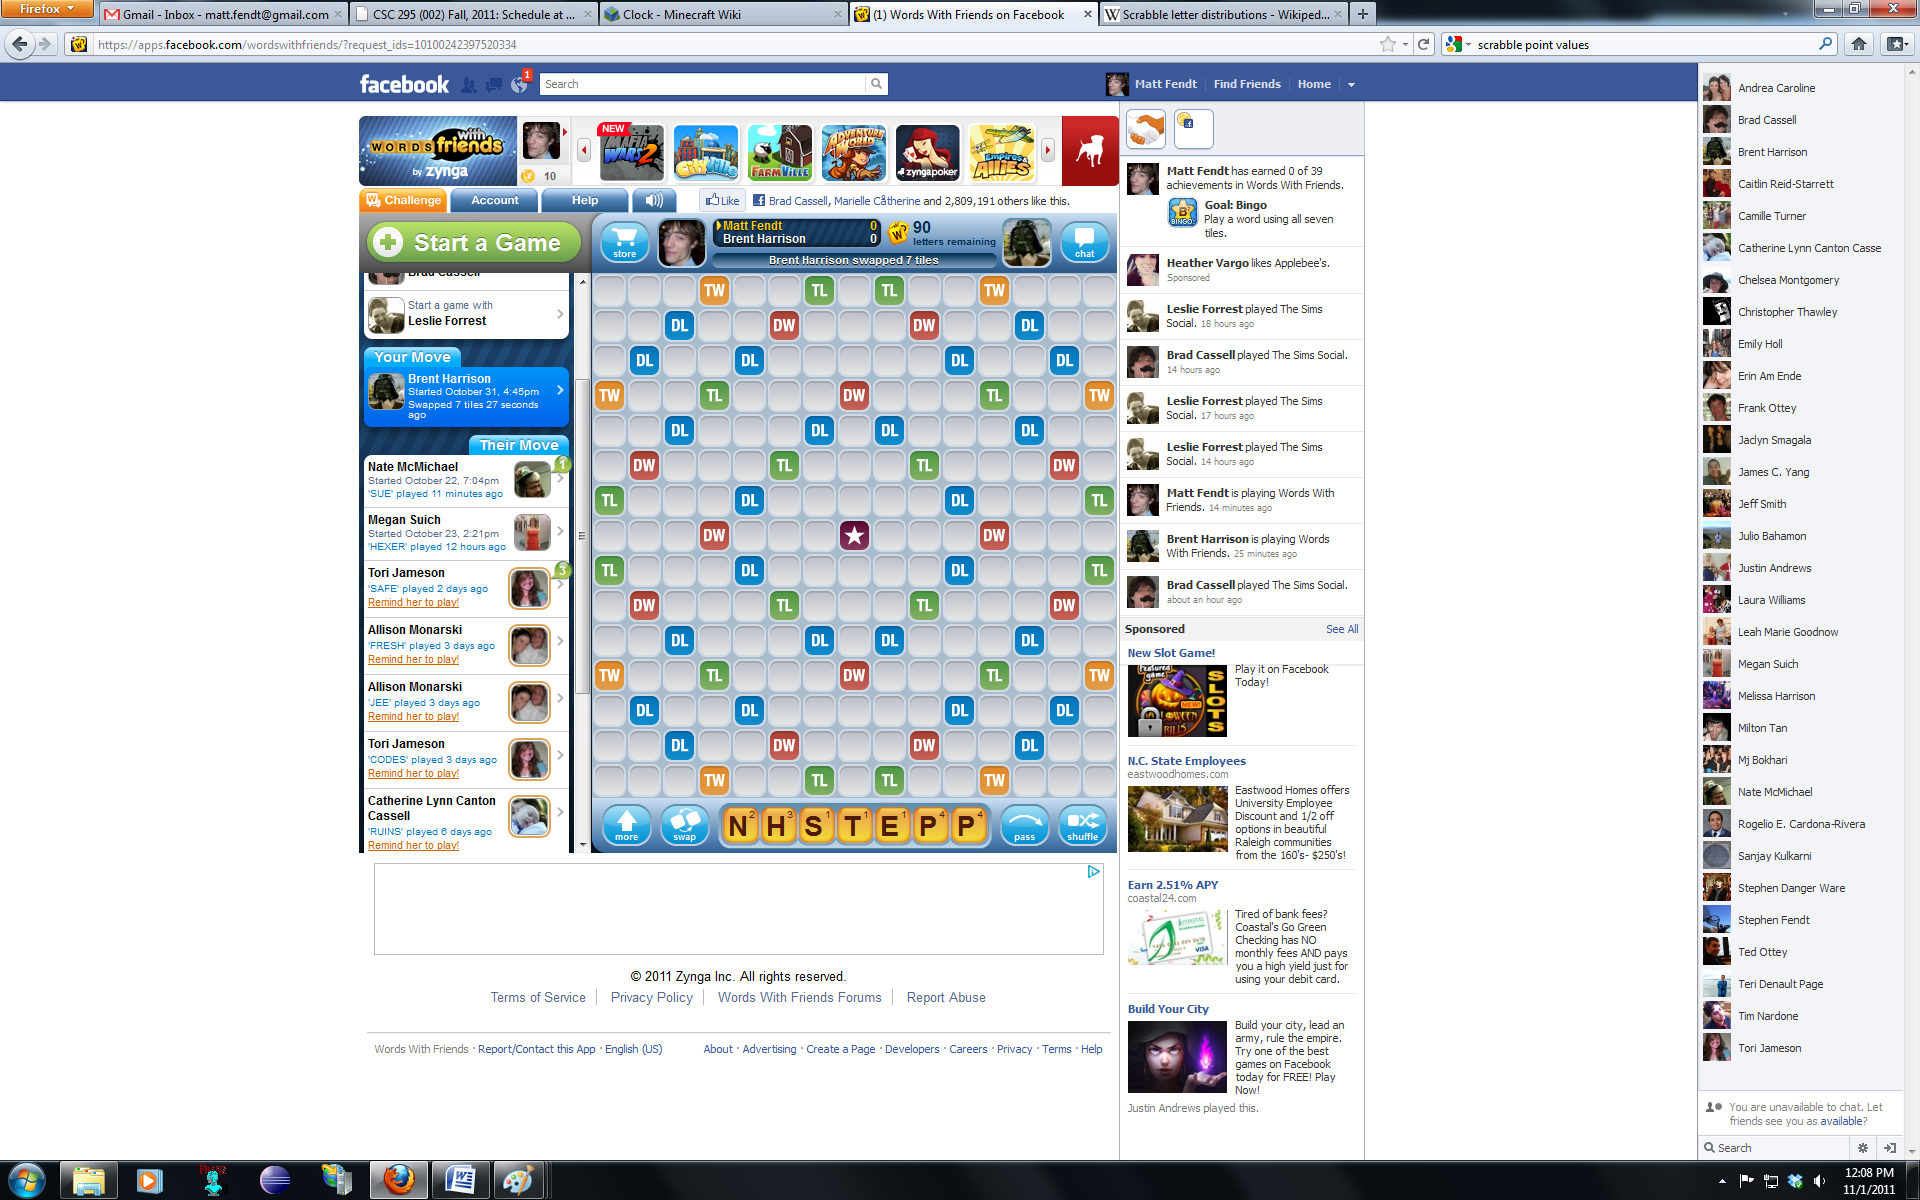 Firefox
Gmail - Inbox - matt.fendt@gmail.com
CSC 295 (002) Fall, 2011: Schedule at ...
Clock - Minecraft Wiki
(1) Words With Friends on Facebook
Scrabble letter distributions - Wikiped...
https://apps.facebook.com/wordswithfriends/?request_ids=10100242397520334
scrabble point values
facebook
1
Search
Matt Fendt
Find Friends
Home
WORDS with friends
by zynga
10
NEW
MAFIA WARS 2
CityVille
FARMVILLE
ADVENTURE WORLD
zynga poker
Empires & ALLIES
Challenge
Account
Help
Like
Brad Cassell, Marielle Cåtherine and 2,809,191 others like this.
Start a Game
store
Matt Fendt 0
Brent Harrison 0
90
letters remaining
Brent Harrison swapped 7 tiles
chat
Brad Cassell
Start a game with
Leslie Forrest
Your Move
Brent Harrison
Started October 31, 4:45pm
Swapped 7 tiles 27 seconds
ago
Their Move
Nate McMichael
Started October 22, 7:04pm
'SUE' played 11 minutes ago
1
Megan Suich
Started October 23, 2:21pm
'HEXER' played 12 hours ago
Tori Jameson
'SAFE' played 2 days ago
Remind her to play!
3
Allison Monarski
'FRESH' played 3 days ago
Remind her to play!
Allison Monarski
'JEE' played 3 days ago
Remind her to play!
Tori Jameson
'CODES' played 3 days ago
Remind her to play!
Catherine Lynn Canton
Cassell
'RUINS' played 6 days ago
Remind her to play!
TW TL TL TW
DL DW DW DL
DL DL DL DL
TW TL DW TL TW
DL DL DL DL
DW TL TL DW
TL DL DL TL
DW DW
TL DL DL TL
DW TL TL DW
DL DL DL DL
TW TL DW TL TW
DL DL DL DL
DL DW DW DL
TW TL TL TW
more
swap
N2 H3 S1 T1 E1 P4 P4
pass
shuffle
Matt Fendt has earned 0 of 39
achievements in Words With Friends.
BINGO
Goal: Bingo
Play a word using all seven
tiles.
Heather Vargo likes Applebee's.
Sponsored
Leslie Forrest played The Sims
Social. 18 hours ago
Brad Cassell played The Sims Social.
14 hours ago
Leslie Forrest played The Sims
Social. 17 hours ago
Leslie Forrest played The Sims
Social. 14 hours ago
Matt Fendt is playing Words With
Friends. 14 minutes ago
Brent Harrison is playing Words
With Friends. 25 minutes ago
Brad Cassell played The Sims Social.
about an hour ago
Sponsored
See All
New Slot Game!
Play it on Facebook
Today!
Featured game
SLOTS
NEW!
N.C. State Employees
eastwoodhomes.com
Eastwood Homes offers
University Employee
Discount and 1/2 off
options in beautiful
Raleigh communities
from the 160's- $250's!
Earn 2.51% APY
coastal24.com
Tired of bank fees?
Coastal's Go Green
Checking has NO
monthly fees AND pays
you a high yield just for
using your debit card.
COASTAL
VISA
Build Your City
Build your city, lead an
army, rule the empire.
Try one of the best
games on Facebook
today for FREE! Play
Now!
Justin Andrews played this.
© 2011 Zynga Inc. All rights reserved.
Terms of Service
Privacy Policy
Words With Friends Forums
Report Abuse
Words With Friends · Report/Contact this App · English (US)
About · Advertising · Create a Page · Developers · Careers · Privacy · Terms · Help
Andrea Caroline
Brad Cassell
Brent Harrison
Caitlin Reid-Starrett
Camille Turner
Catherine Lynn Canton Casse
Chelsea Montgomery
Christopher Thawley
Emily Holl
Erin Am Ende
Frank Ottey
Jaclyn Smagala
James C. Yang
Jeff Smith
Julio Bahamon
Justin Andrews
Laura Williams
Leah Marie Goodnow
Megan Suich
Melissa Harrison
Milton Tan
Mj Bokhari
Nate McMichael
Rogelio E. Cardona-Rivera
Sanjay Kulkarni
Stephen Danger Ware
Stephen Fendt
Ted Ottey
Teri Denault Page
Tim Nardone
Tori Jameson
You are unavailable to chat. Let
friends see you as available?
Search
12:08 PM
11/1/2011